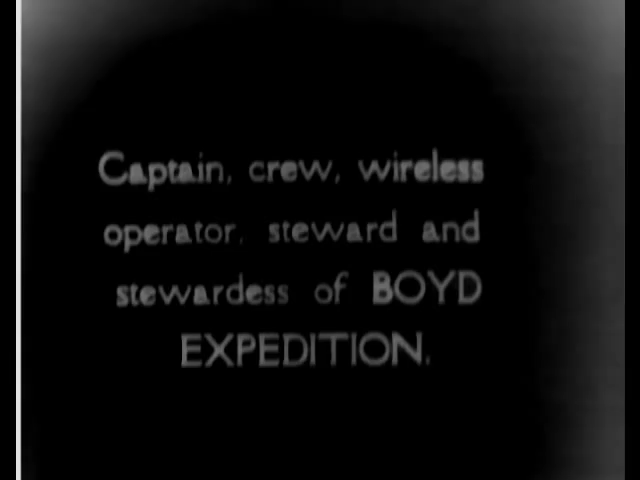 Captain, crew, wireless
operator, steward and
stewardess of BOYD
EXPEDITION.